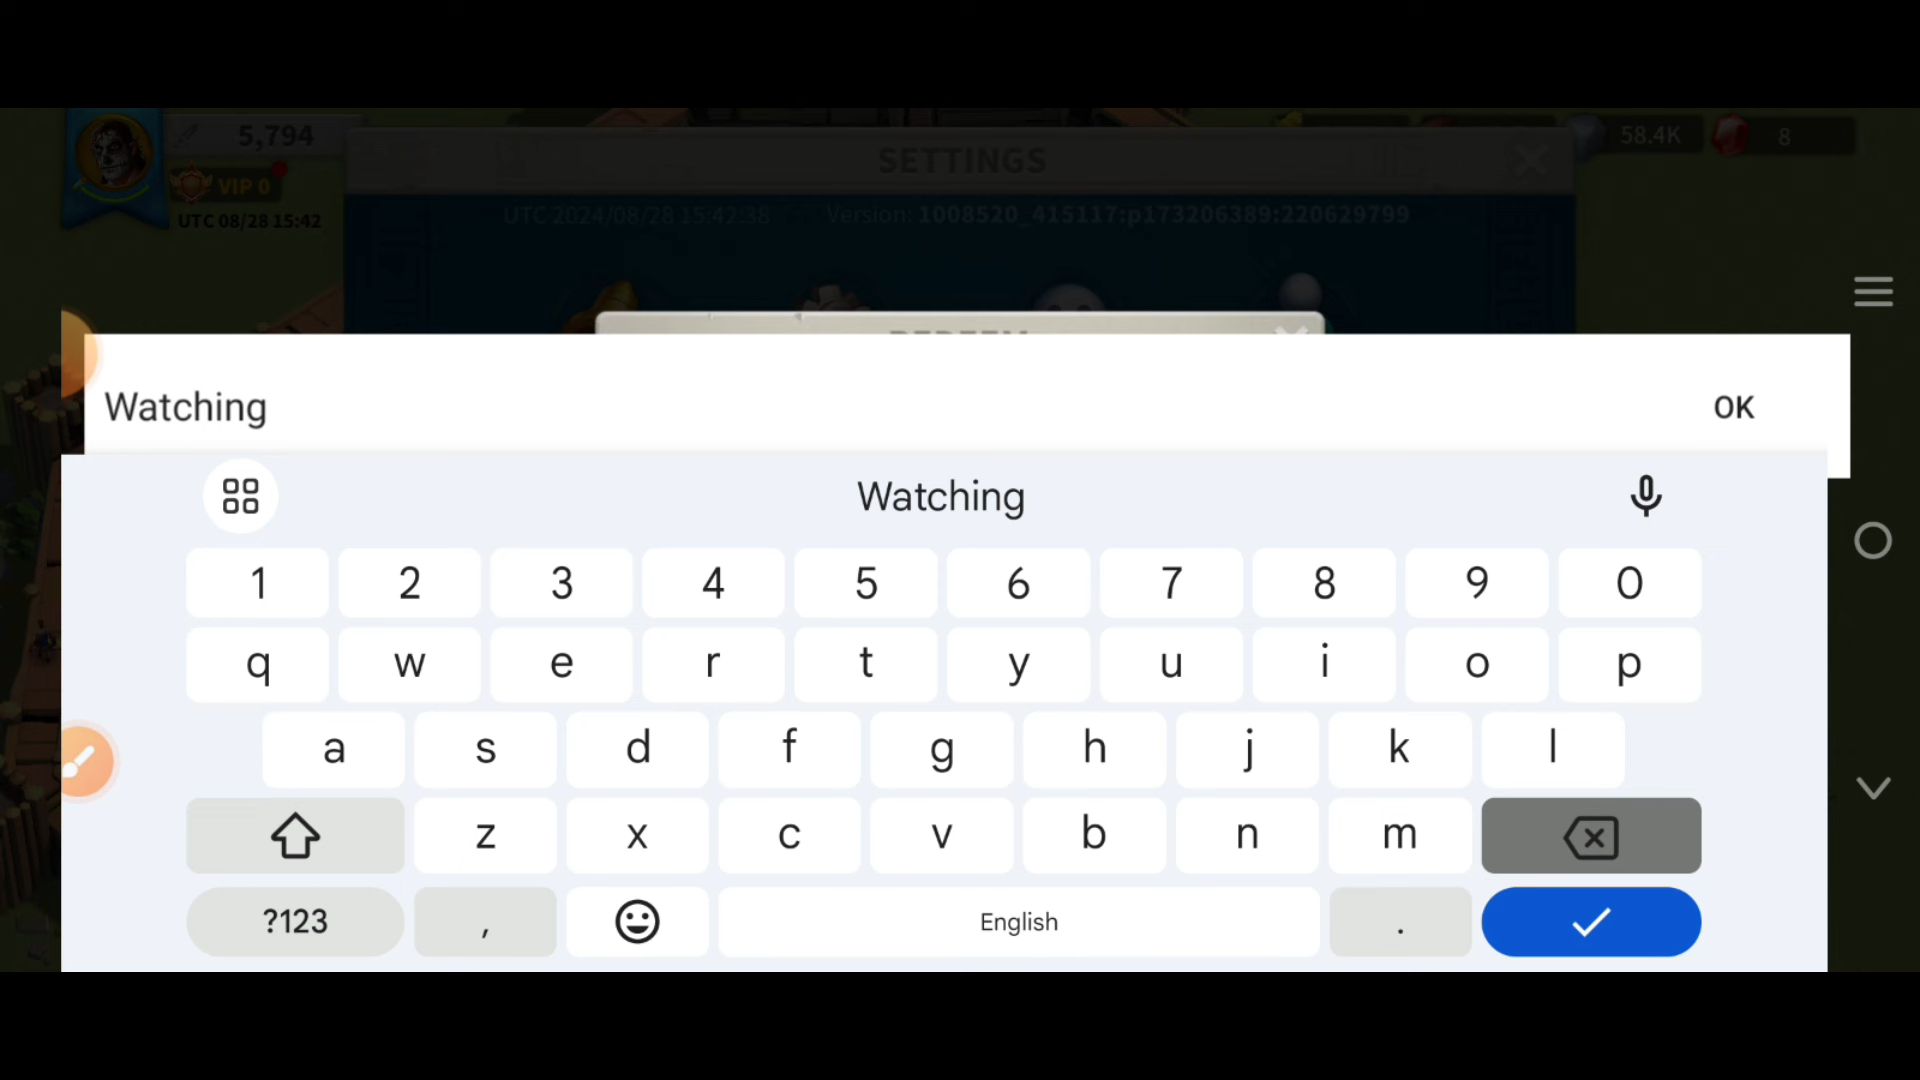 5,794
SETTINGS
58.4K
8
VIP 0
UTC 08/28 15:42
UTC 2024/08/28 15:42:38 Version: 1008520_415117:p173206389:220629799
REDEEM
Watching
OK
Watching
1 2 3 4 5 6 7 8 9 0
q w e r t y u i o p
a s d f g h j k l
z x c v b n m
?123 , English .